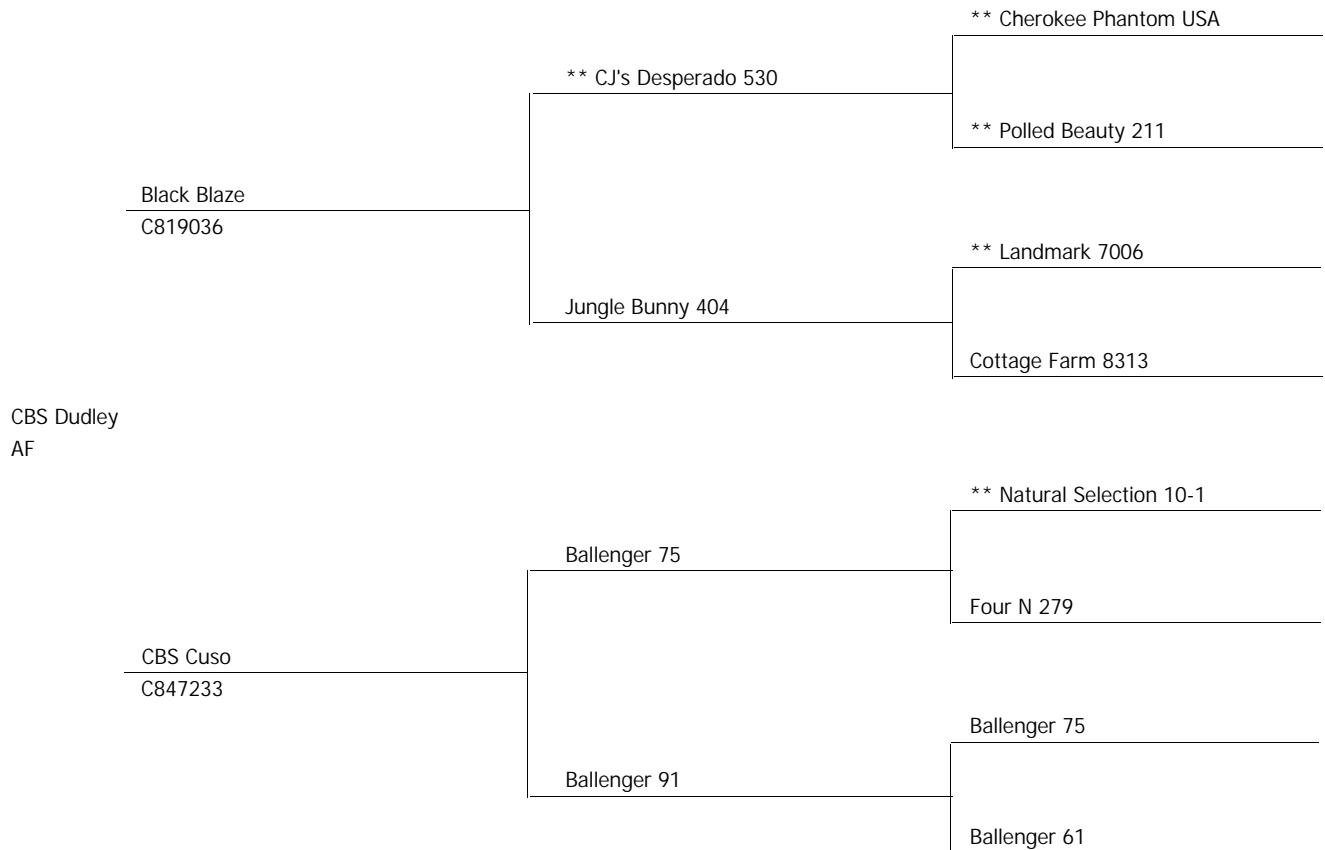 ** Cherokee Phantom USA
** CJ's Desperado 530
** Polled Beauty 211
Black Blaze
C819036
** Landmark 7006
Jungle Bunny 404
Cottage Farm 8313
CBS Dudley
AF
** Natural Selection 10-1
Ballenger 75
Four N 279
CBS Cuso
C847233
Ballenger 75
Ballenger 91
Ballenger 61